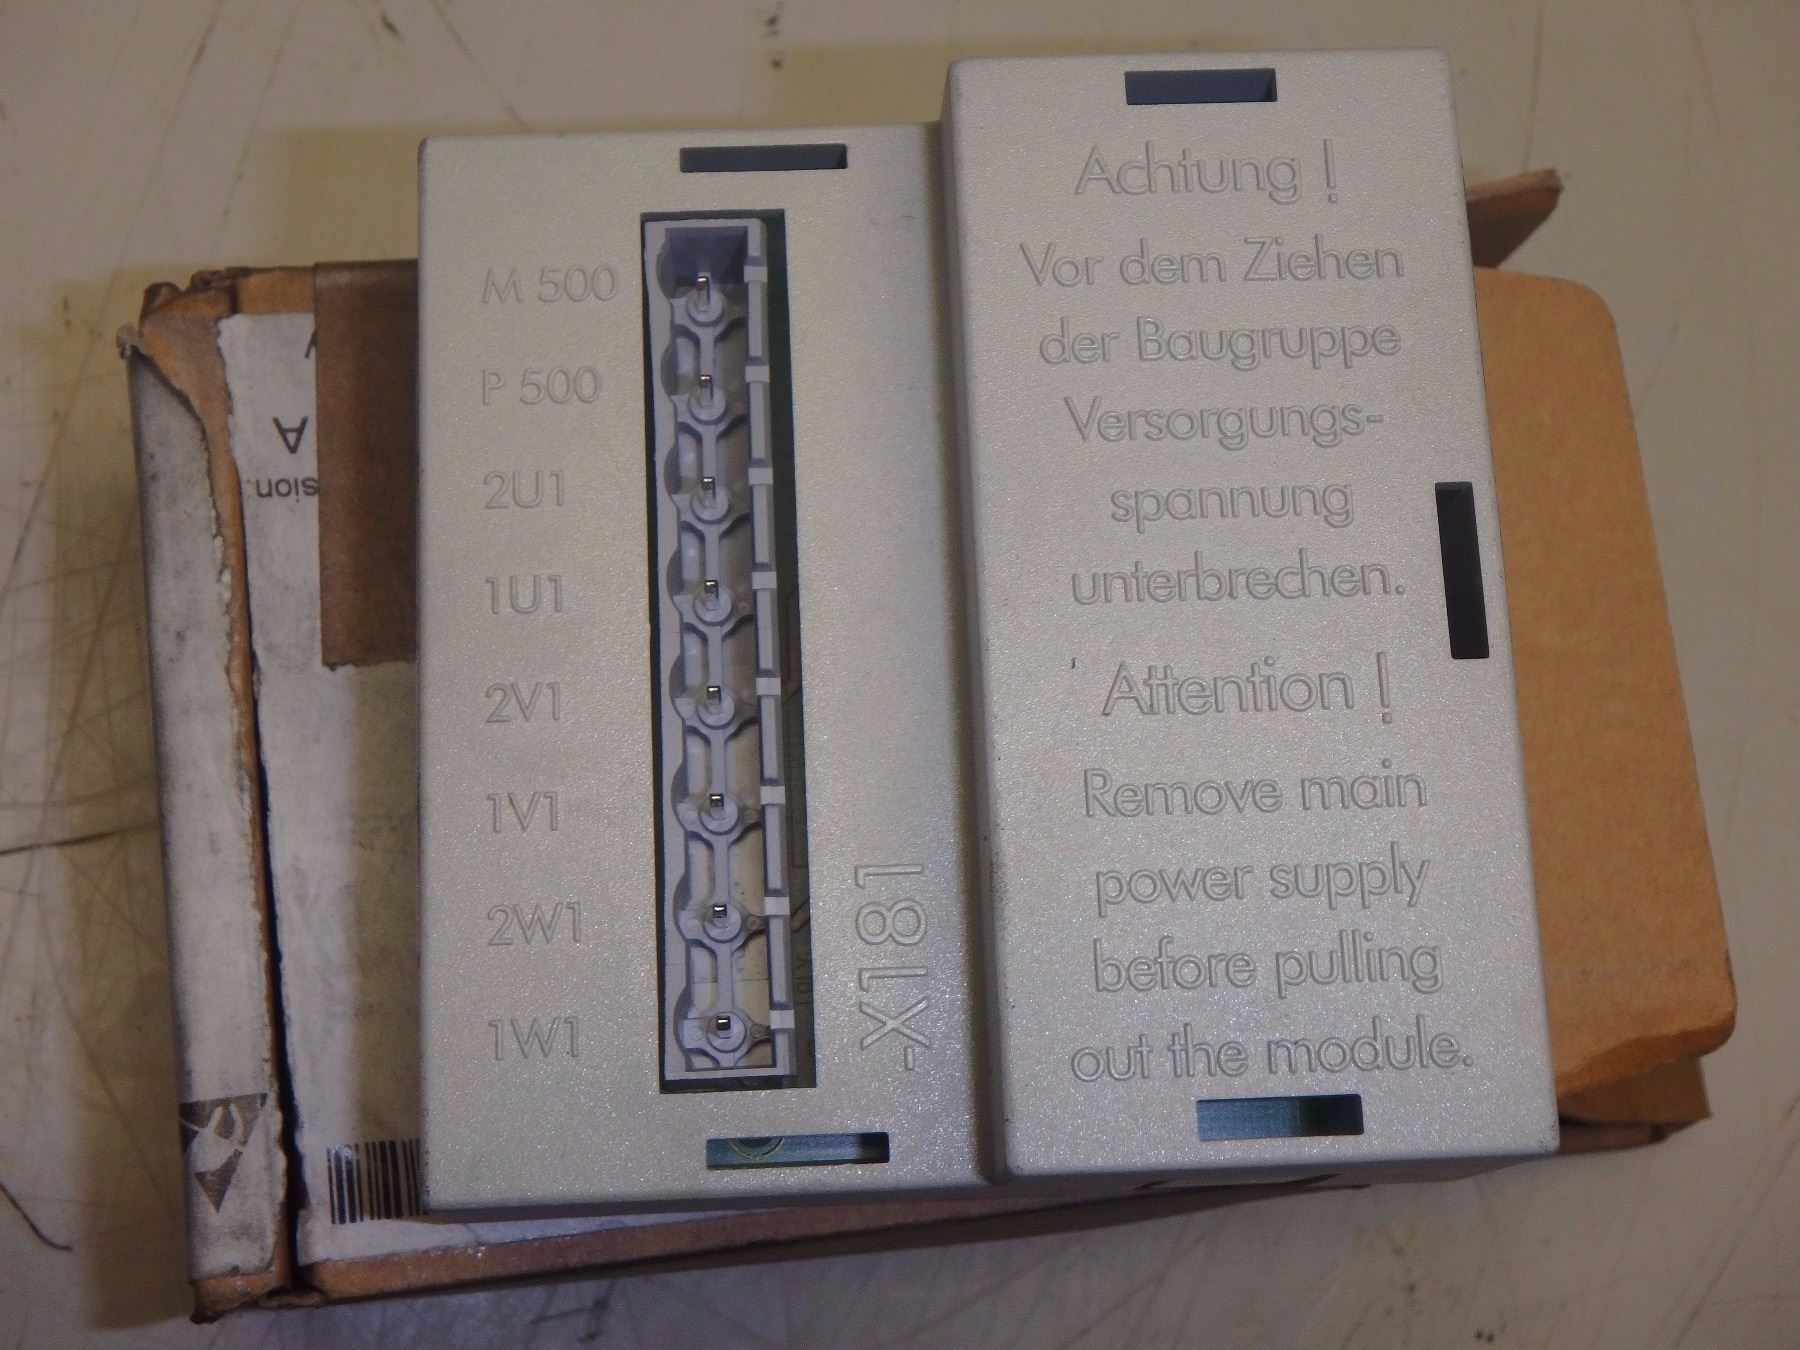 M 500
P 500
2U1
1U1
2V1
1V1
2W1
1W1
-X181
Achtung !
Vor dem Ziehen
der Baugruppe
Versorgungs-
spannung
unterbrechen.
Attention !
Remove main
power supply
before pulling
out the module.
A